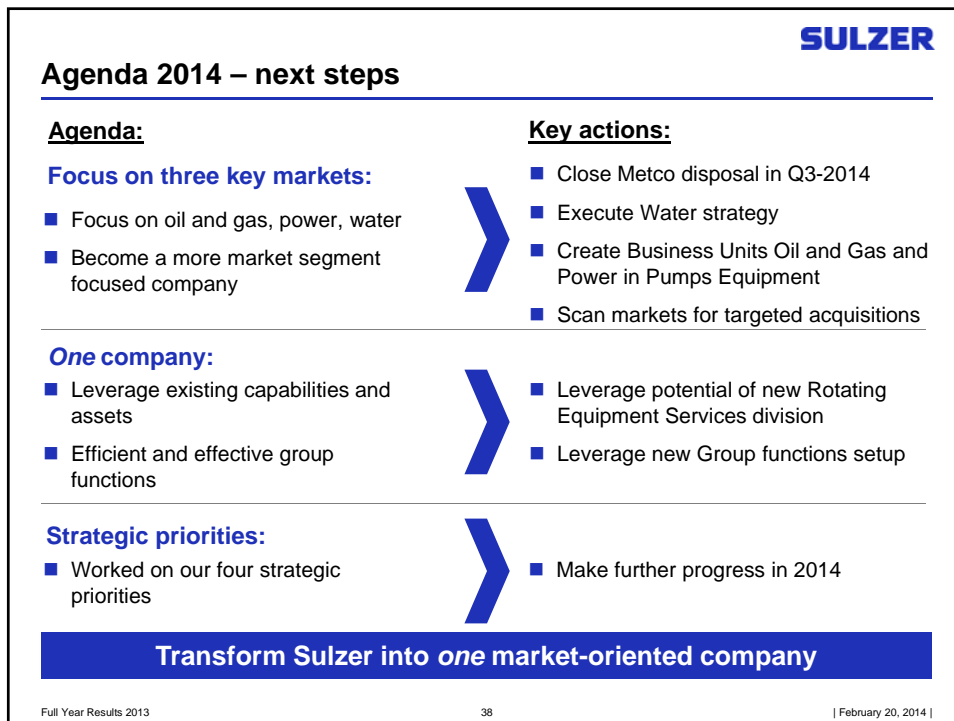 SULZER
Agenda 2014 – next steps
Agenda:
Focus on three key markets:
■ Focus on oil and gas, power, water
■ Become a more market segment
focused company
Key actions:
■ Close Metco disposal in Q3-2014
■ Execute Water strategy
■ Create Business Units Oil and Gas and
Power in Pumps Equipment
■ Scan markets for targeted acquisitions
One company:
■ Leverage existing capabilities and
assets
■ Efficient and effective group
functions
■ Leverage potential of new Rotating
Equipment Services division
■ Leverage new Group functions setup
Strategic priorities:
■ Worked on our four strategic
priorities
■ Make further progress in 2014
Transform Sulzer into one market-oriented company
Full Year Results 2013
38
| February 20, 2014 |